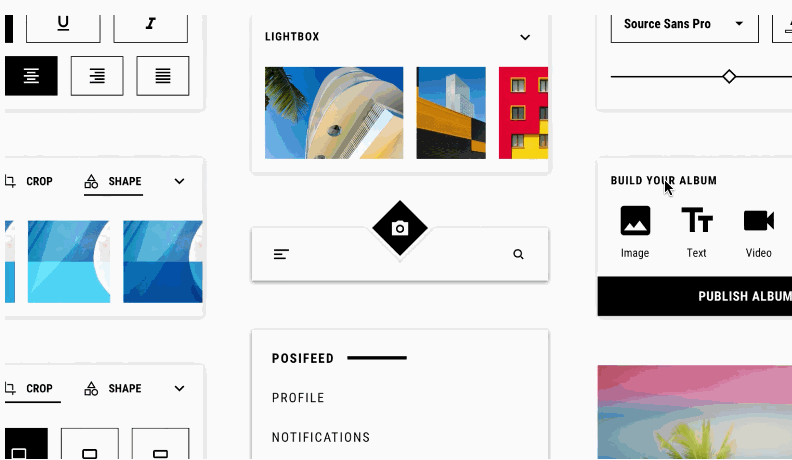 U I
LIGHTBOX
Source Sans Pro
CROP SHAPE
BUILD YOUR ALBUM
Image Text Video
PUBLISH ALBUM
POSIFEED
PROFILE
NOTIFICATIONS
CROP SHAPE